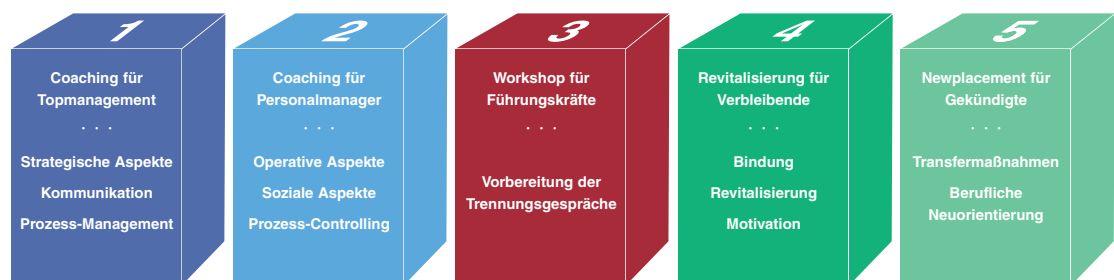 1
Coaching für
Topmanagement
. . .
Strategische Aspekte
Kommunikation
Prozess-Management
2
Coaching für
Personalmanager
. . .
Operative Aspekte
Soziale Aspekte
Prozess-Controlling
3
Workshop für
Führungskräfte
. . .
Vorbereitung der
Trennungsgespräche
4
Revitalisierung für
Verbleibende
. . .
Bindung
Revitalisierung
Motivation
5
Newplacement für
Gekündigte
. . .
Transfermaßnahmen
Berufliche
Neuorientierung